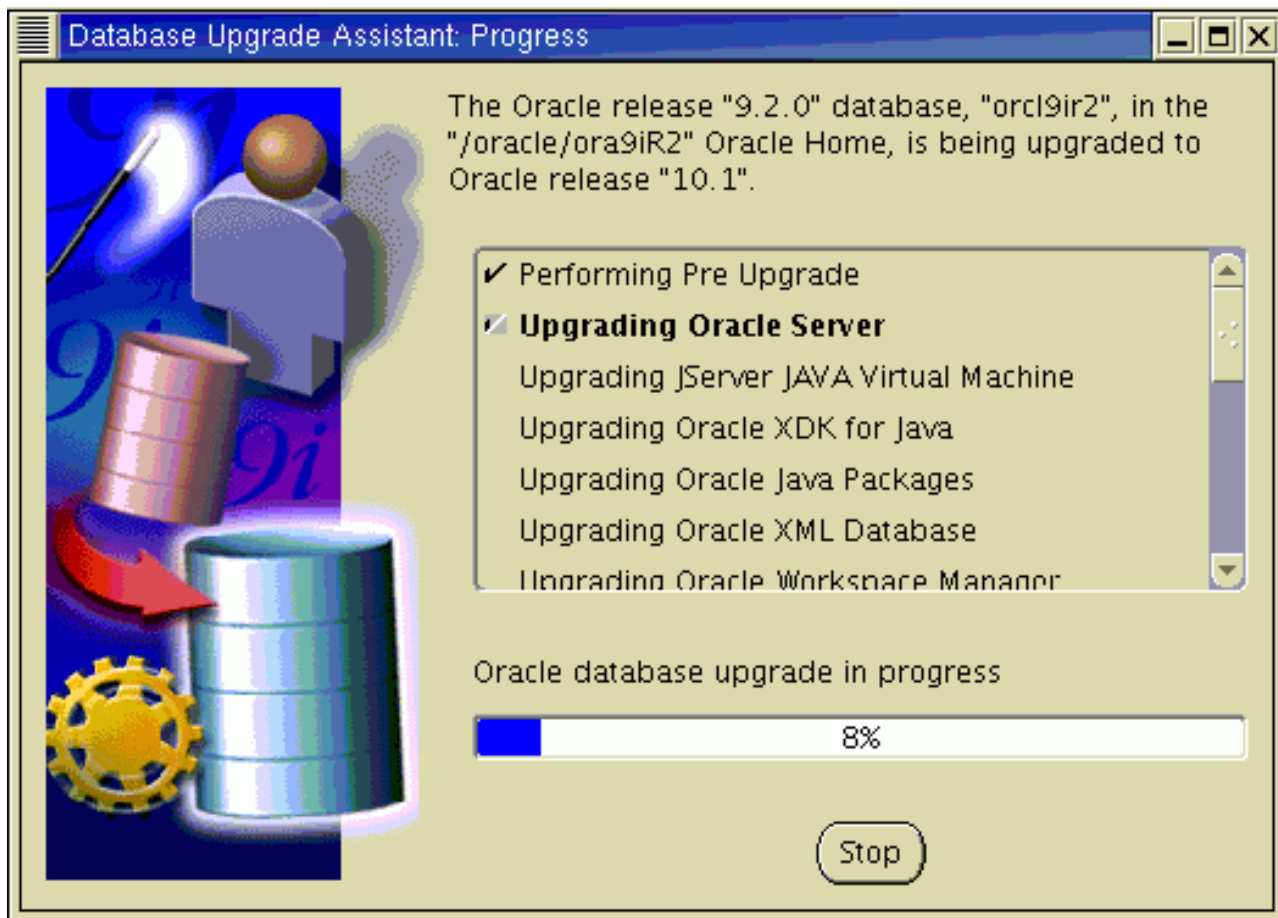 Database Upgrade Assistant: Progress
The Oracle release "9.2.0" database, "orcl9ir2", in the
"/oracle/ora9iR2" Oracle Home, is being upgraded to
Oracle release "10.1".
Performing Pre Upgrade
Upgrading Oracle Server
Upgrading JServer JAVA Virtual Machine
Upgrading Oracle XDK for Java
Upgrading Oracle Java Packages
Upgrading Oracle XML Database
Upgrading Oracle Workspace Manager
9i
Oracle database upgrade in progress
8%
Stop